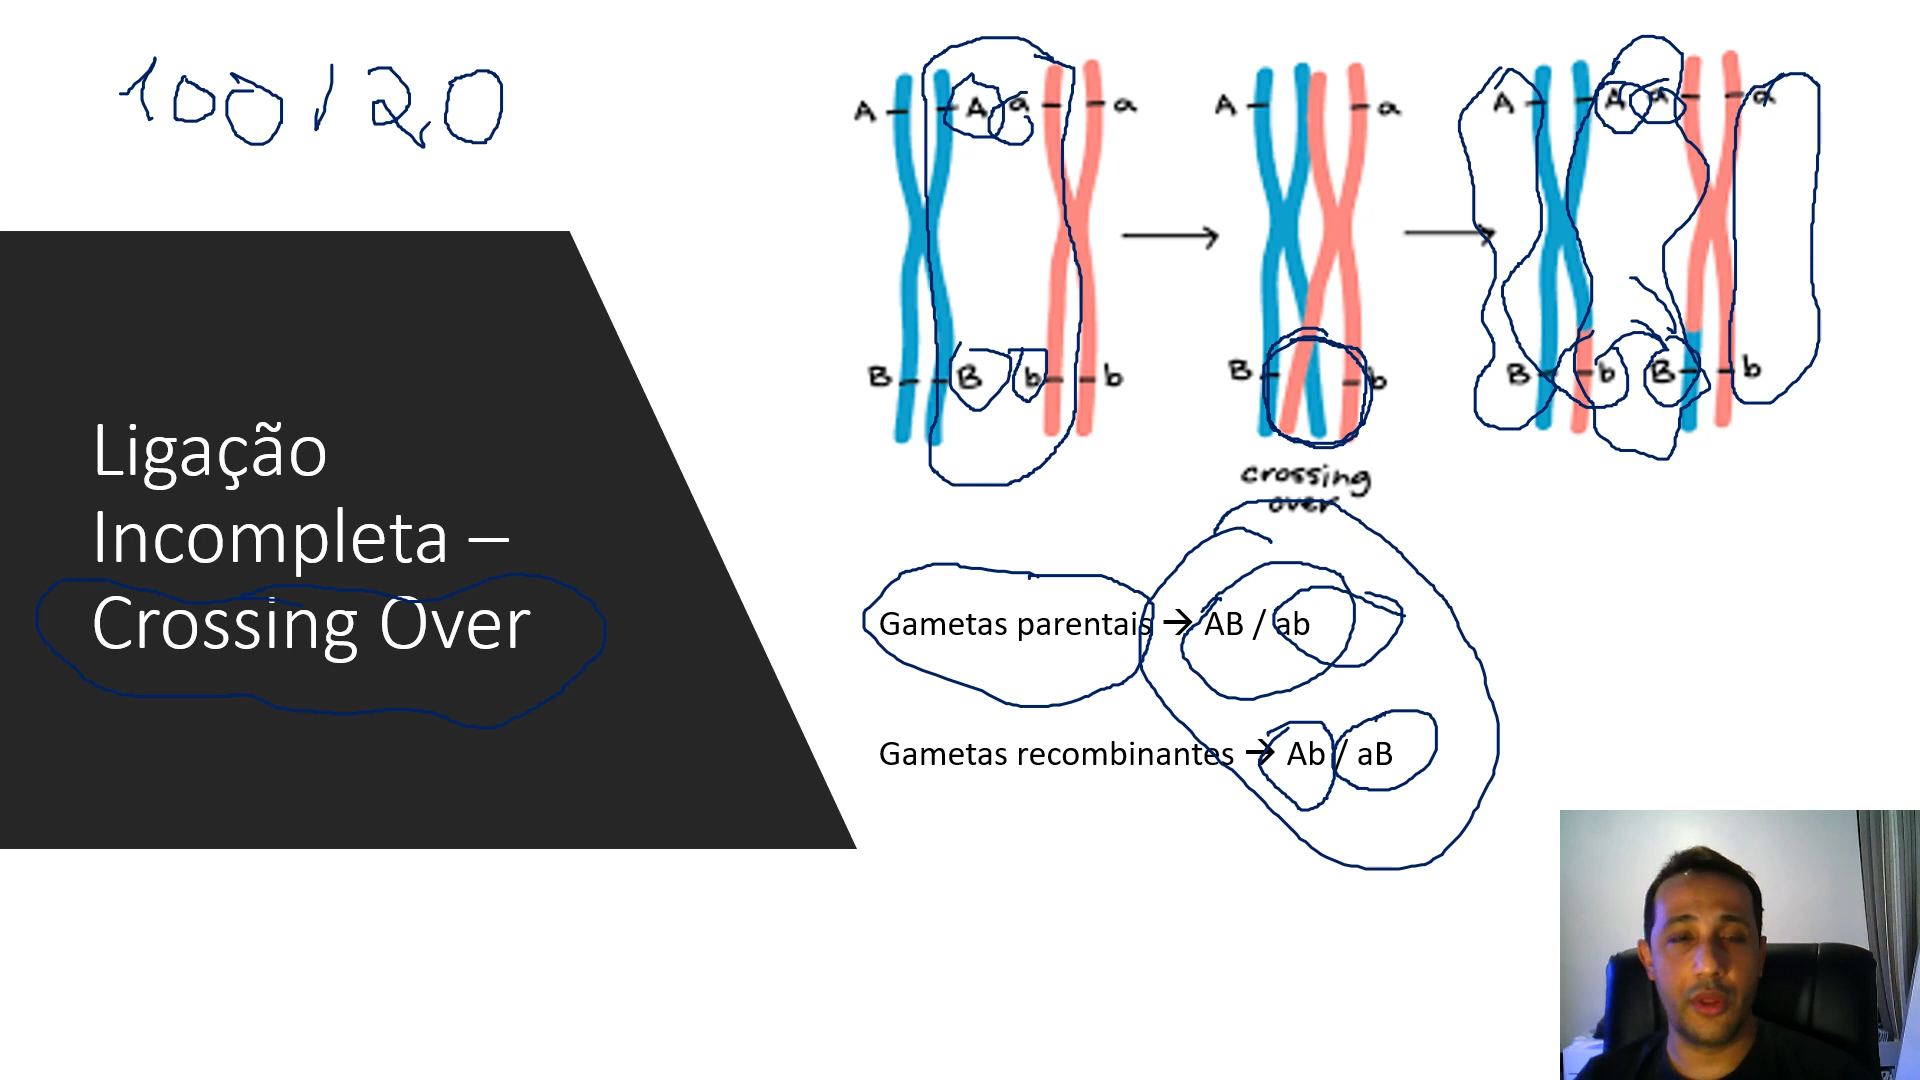 100/20
A A a a
A a
A A a a
B B b b
B b
B b B b
crossing
over
Ligação
Incompleta –
Crossing Over
Gametas parentais → AB / ab
Gametas recombinantes → Ab / aB